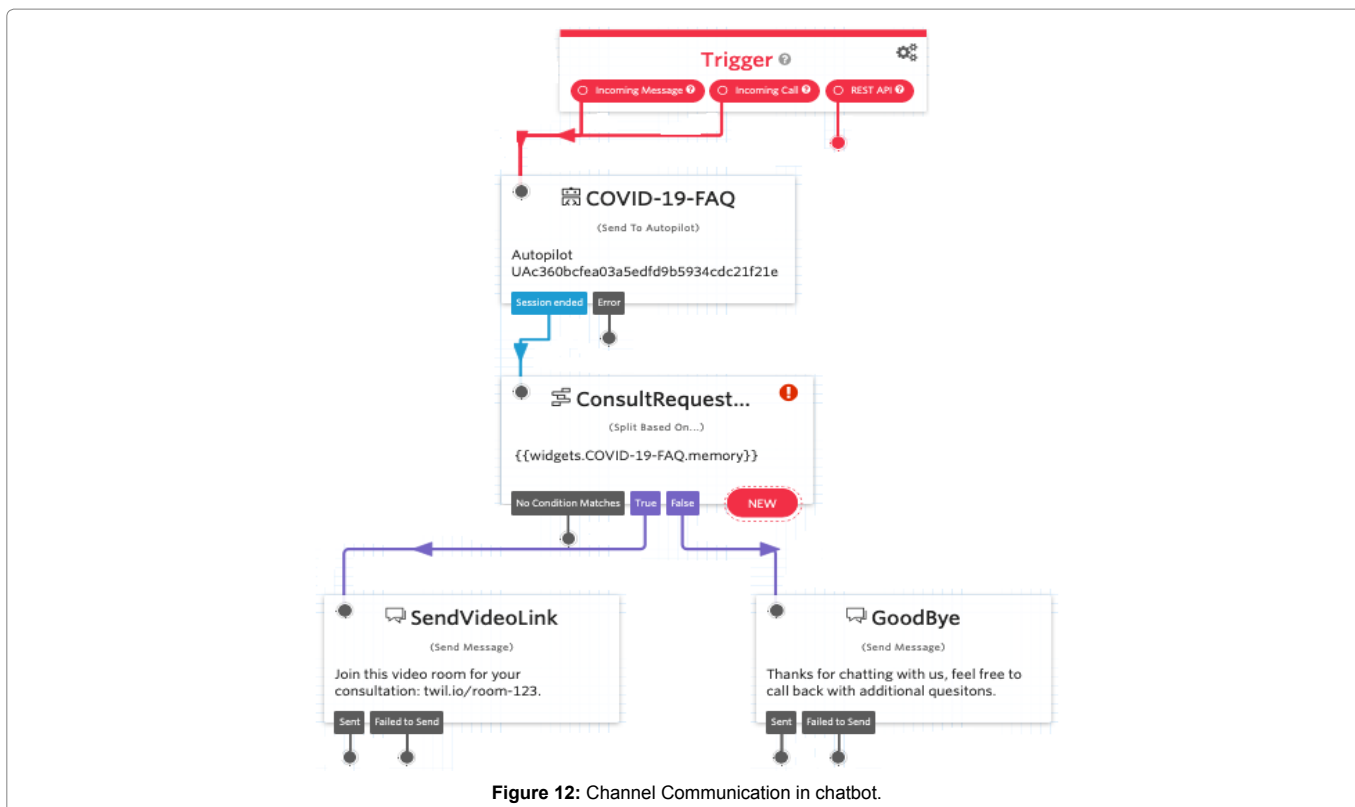 Trigger
Incoming Message
Incoming Call
REST API
COVID-19-FAQ
(Send To Autopilot)
Autopilot
UAc360bcfea03a5edfd9b5934cdc21f21e
Session ended
Error
ConsultRequest...
(Split Based On...)
{{widgets.COVID-19-FAQ.memory}}
No Condition Matches
True
False
NEW
SendVideoLink
(Send Message)
Join this video room for your
consultation: twil.io/room-123.
Sent
Failed to Send
GoodBye
(Send Message)
Thanks for chatting with us, feel free to
call back with additional quesitons.
Sent
Failed to Send
Figure 12: Channel Communication in chatbot.